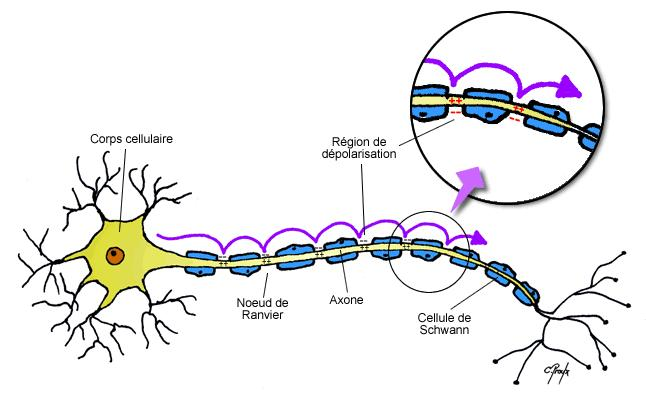 Corps cellulaire
Région de
dépolarisation
++
--
++
--
Noeud de
Ranvier
Axone
Cellule de
Schwann